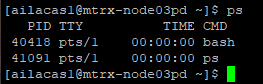 [ailacas1@mtrx-node03pd ~]$ ps
PID TTY TIME CMD
40418 pts/1 00:00:00 bash
41091 pts/1 00:00:00 ps
[ailacas1@mtrx-node03pd ~]$